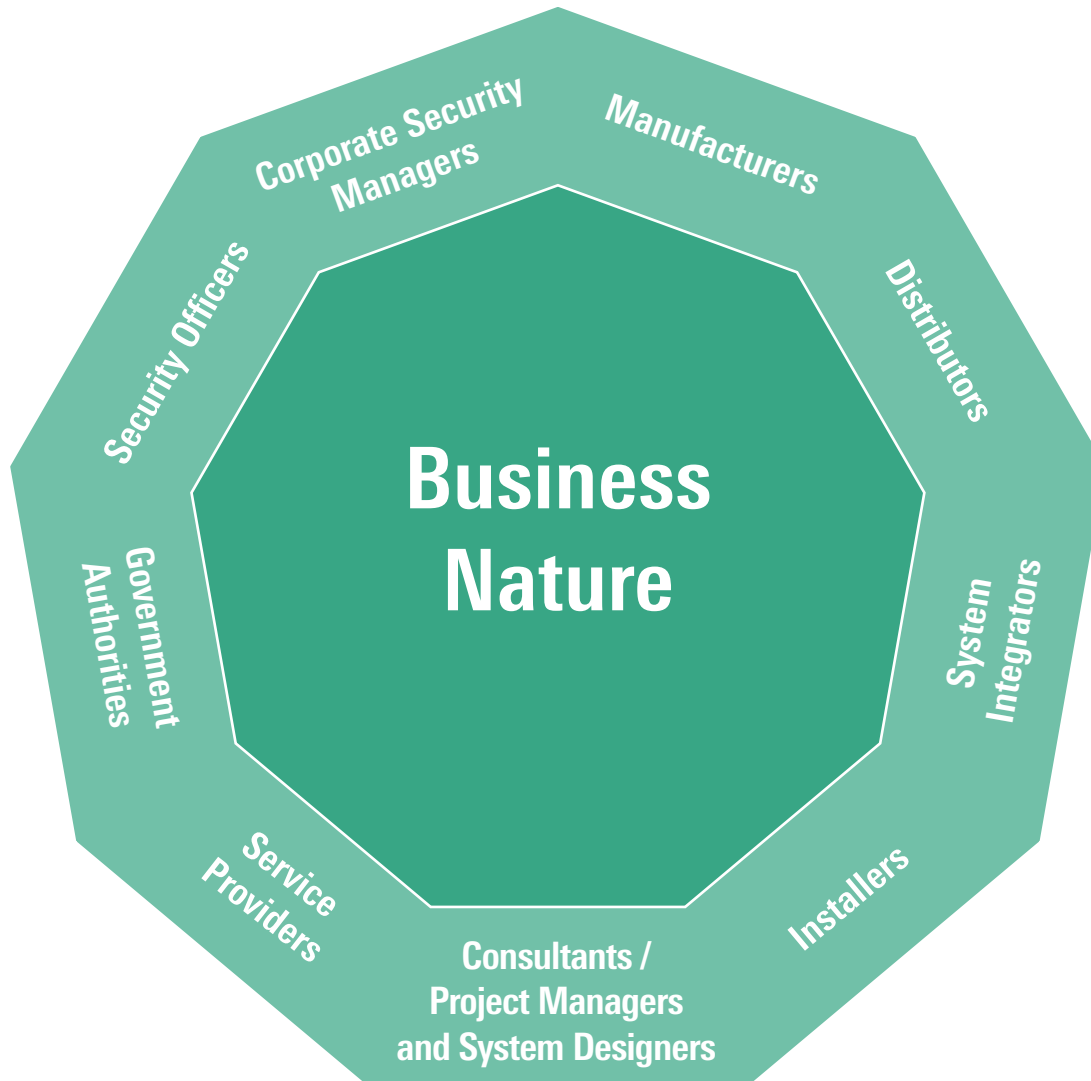 Business
Nature
Manufacturers
Distributors
System
Integrators
Installers
Consultants /
Project Managers
and System Designers
Service
Providers
Government
Authorities
Security Officers
Corporate Security
Managers